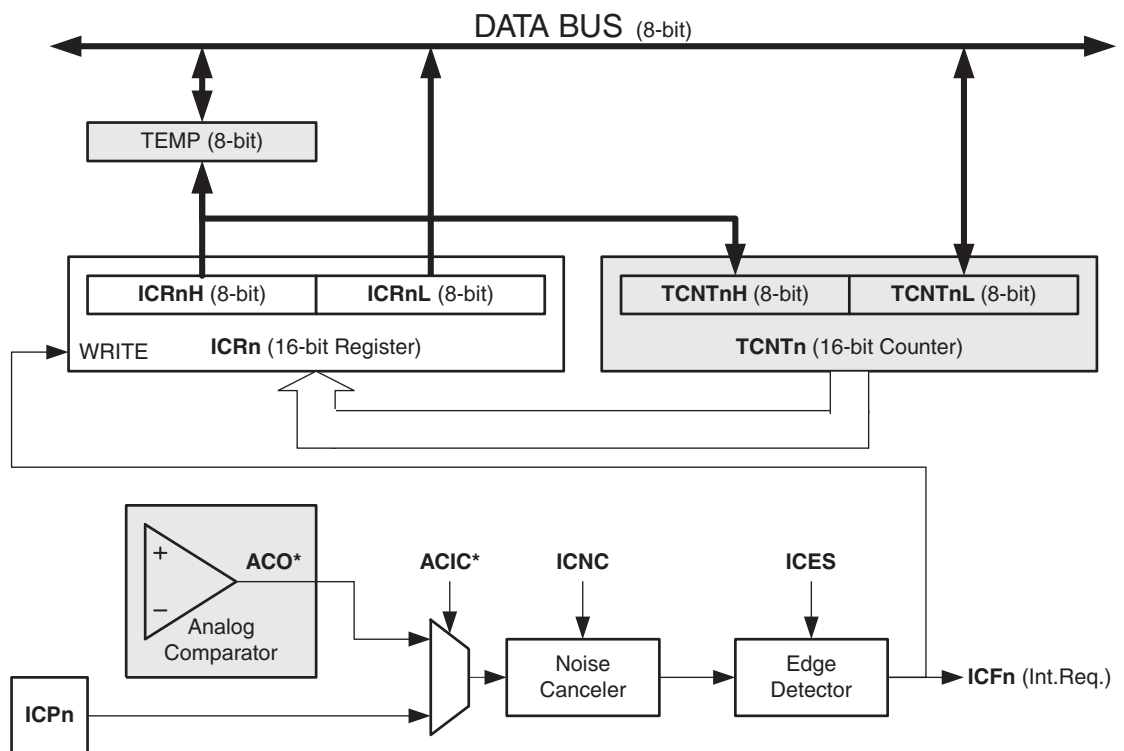 DATA BUS (8-bit)
TEMP (8-bit)
ICRnH (8-bit) ICRnL (8-bit) TCNTnH (8-bit) TCNTnL (8-bit)
WRITE ICRn (16-bit Register) TCNTn (16-bit Counter)
+ ACO* ACIC* ICNC ICES
−
Analog
Comparator
Noise
Canceler
Edge
Detector
ICFn (Int.Req.)
ICPn